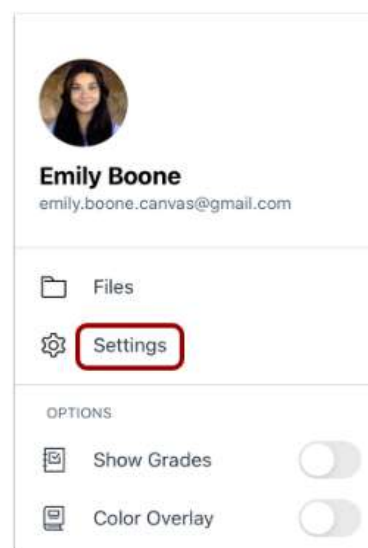 Emily Boone
emily.boone.canvas@gmail.com
Files
Settings
OPTIONS
Show Grades
Color Overlay